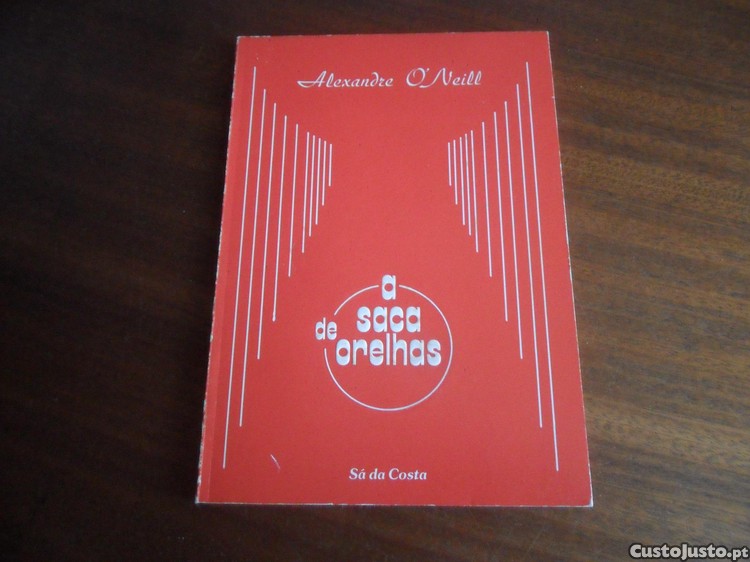 Alexandre O'Neill
a
saca
de
orelhas
Sá da Costa
CustoJusto.pt